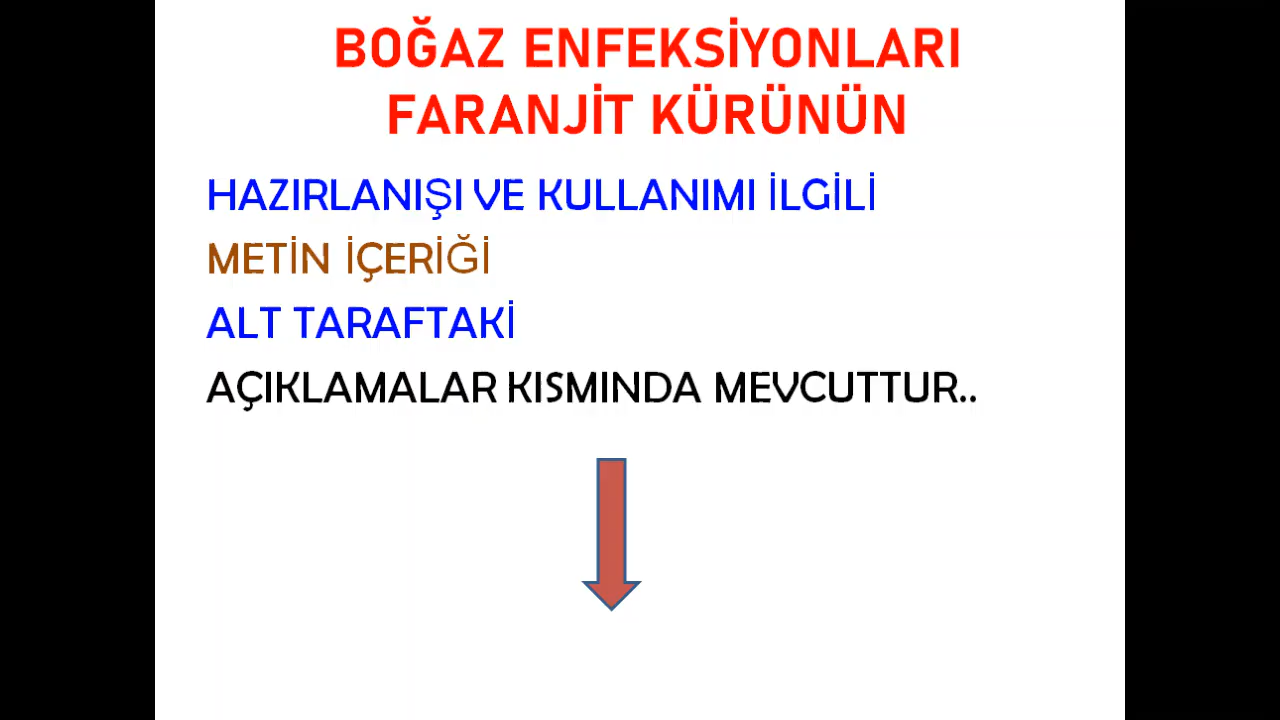 BOĞAZ ENFEKSİYONLARI
FARANJİT KÜRÜNÜN
HAZIRLANIŞI VE KULLANIMI İLGİLİ
METİN İÇERİĞİ
ALT TARAFTAKİ
AÇIKLAMALAR KISMINDA MEVCUTTUR..